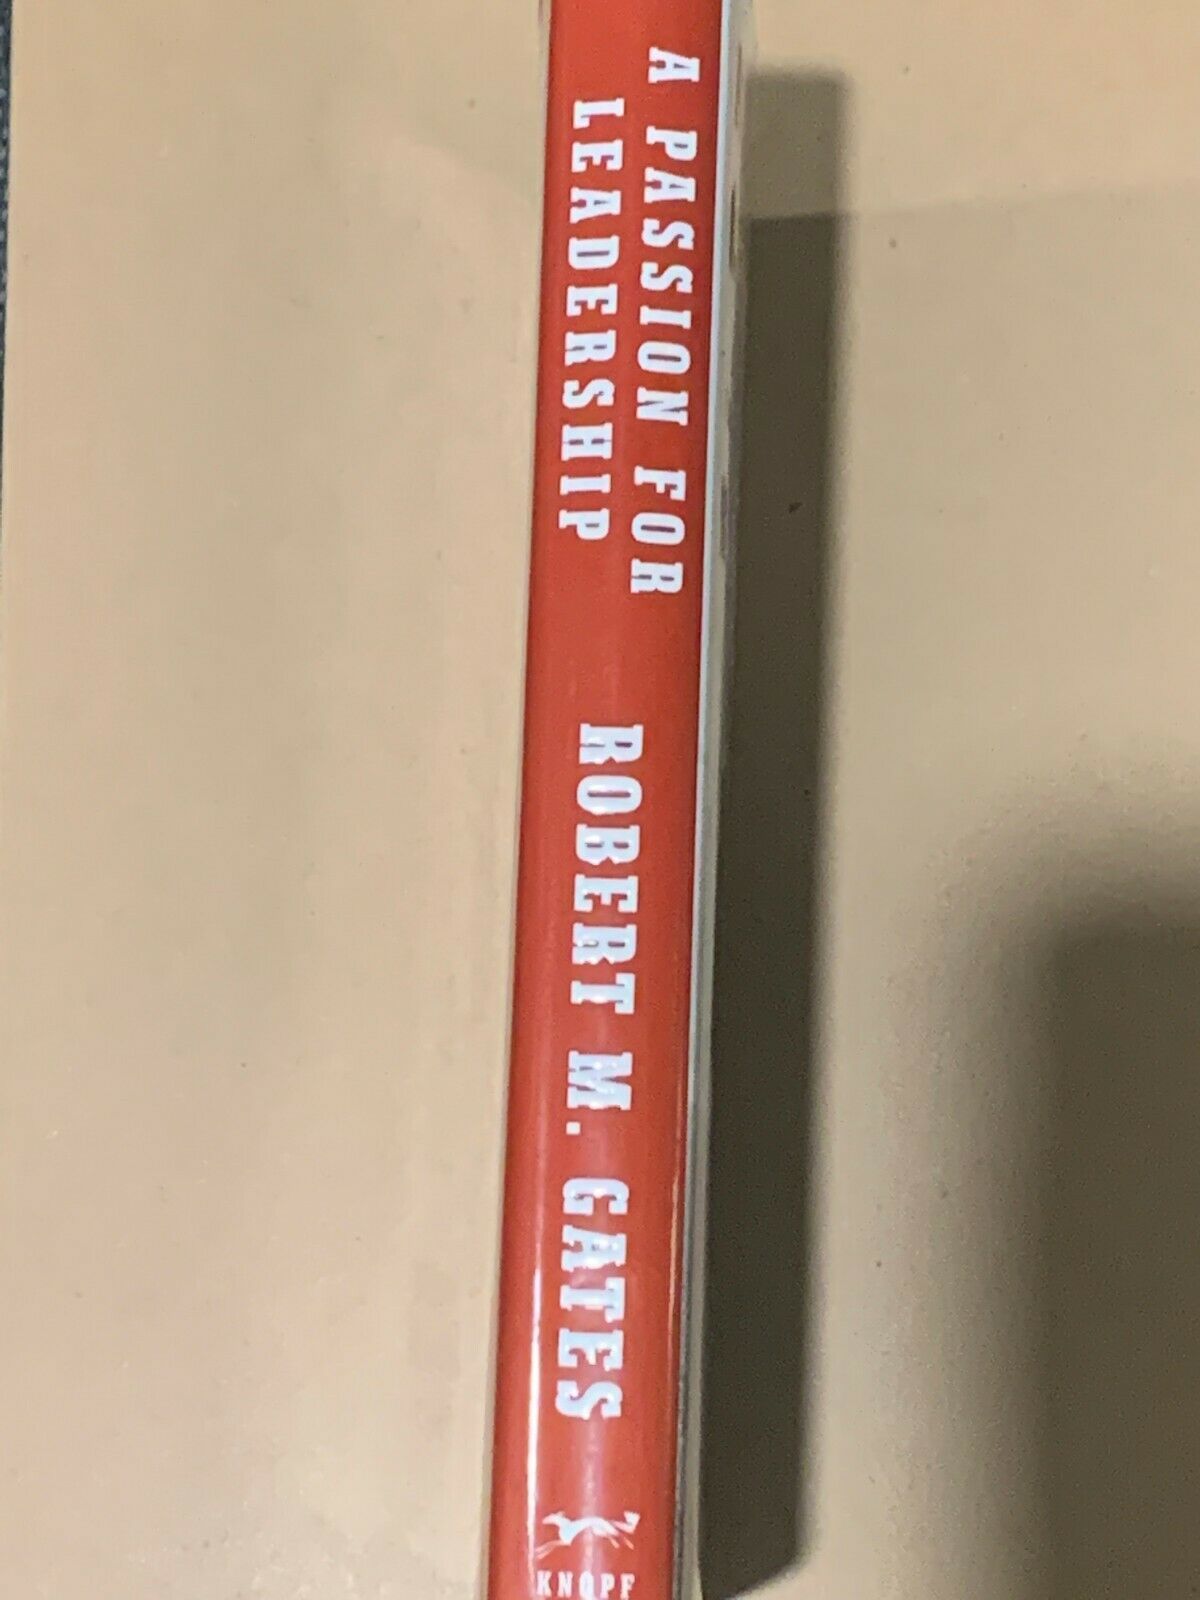 A PASSION FOR
LEADERSHIP
ROBERT M. GATES
KNOPF